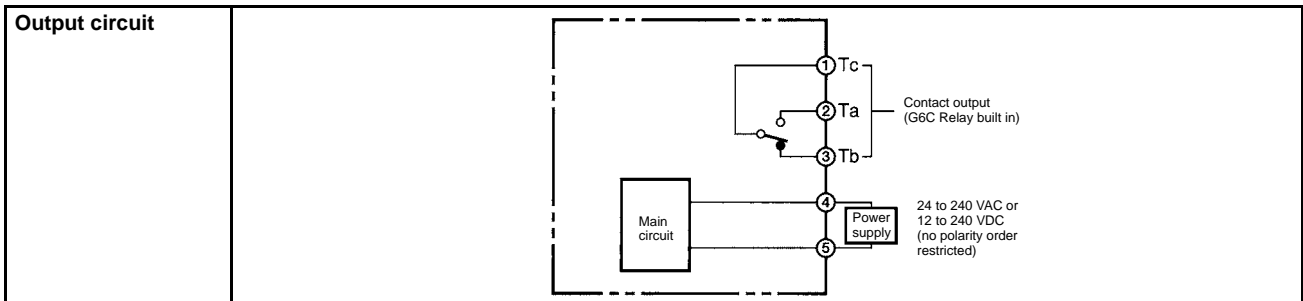 Output circuit
1 Tc
2 Ta
Contact output
(G6C Relay built in)
3 Tb
Main
circuit
4
Power
supply
5
24 to 240 VAC or
12 to 240 VDC
(no polarity order
restricted)